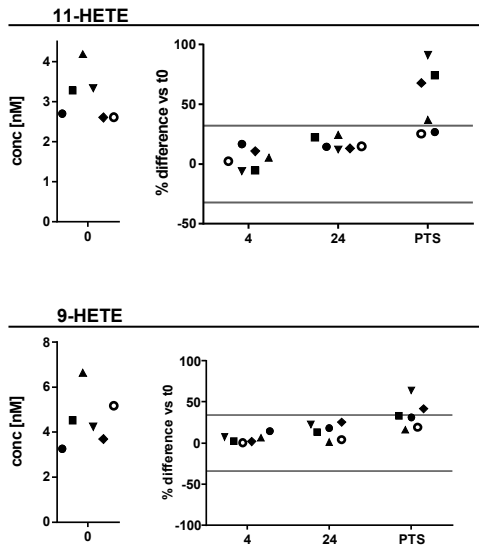 11-HETE
conc [nM]
4
3
2
1
0
0
% difference vs t0
100
50
0
-50
4 24 PTS
9-HETE
conc [nM]
8
6
4
2
0
0
% difference vs t0
100
50
0
-50
-100
4 24 PTS